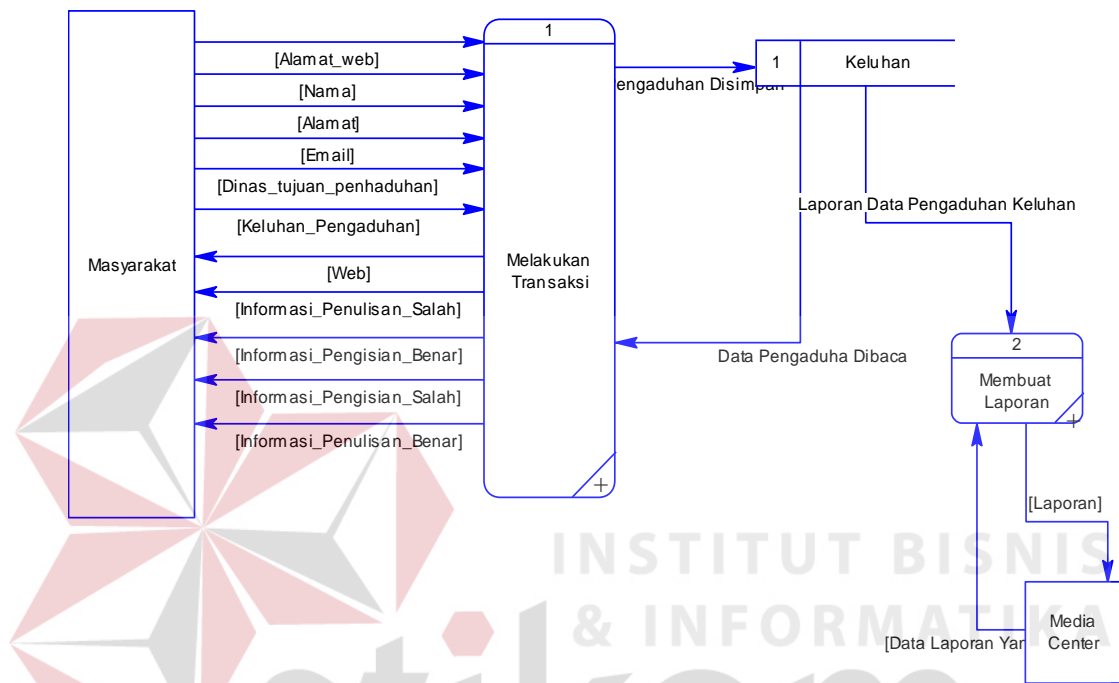 Masyarakat
[Alamat_web]
[Nama]
[Alamat]
[Email]
[Dinas_tujuan_penhaduhan]
[Keluhan_Pengaduhan]
[Web]
[Informasi_Penulisan_Salah]
[Informasi_Pengisian_Benar]
[Informasi_Pengisian_Salah]
[Informasi_Penulisan_Benar]
1
Melakukan
Transaksi
engaduhan Disimpan
1
Keluhan
Laporan Data Pengaduhan Keluhan
Data Pengaduha Dibaca
2
Membuat
Laporan
[Laporan]
[Data Laporan Yan
Media
Center
INSTITUT BISNIS
& INFORMATIKA
stikom